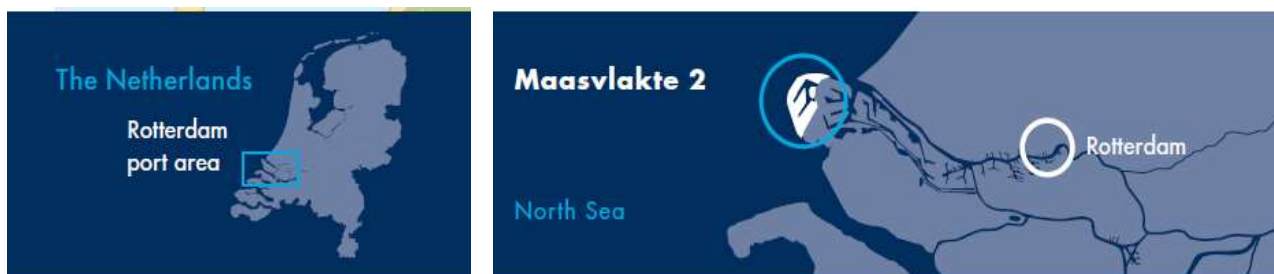 The Netherlands
Rotterdam
port area
Maasvlakte 2
Rotterdam
North Sea